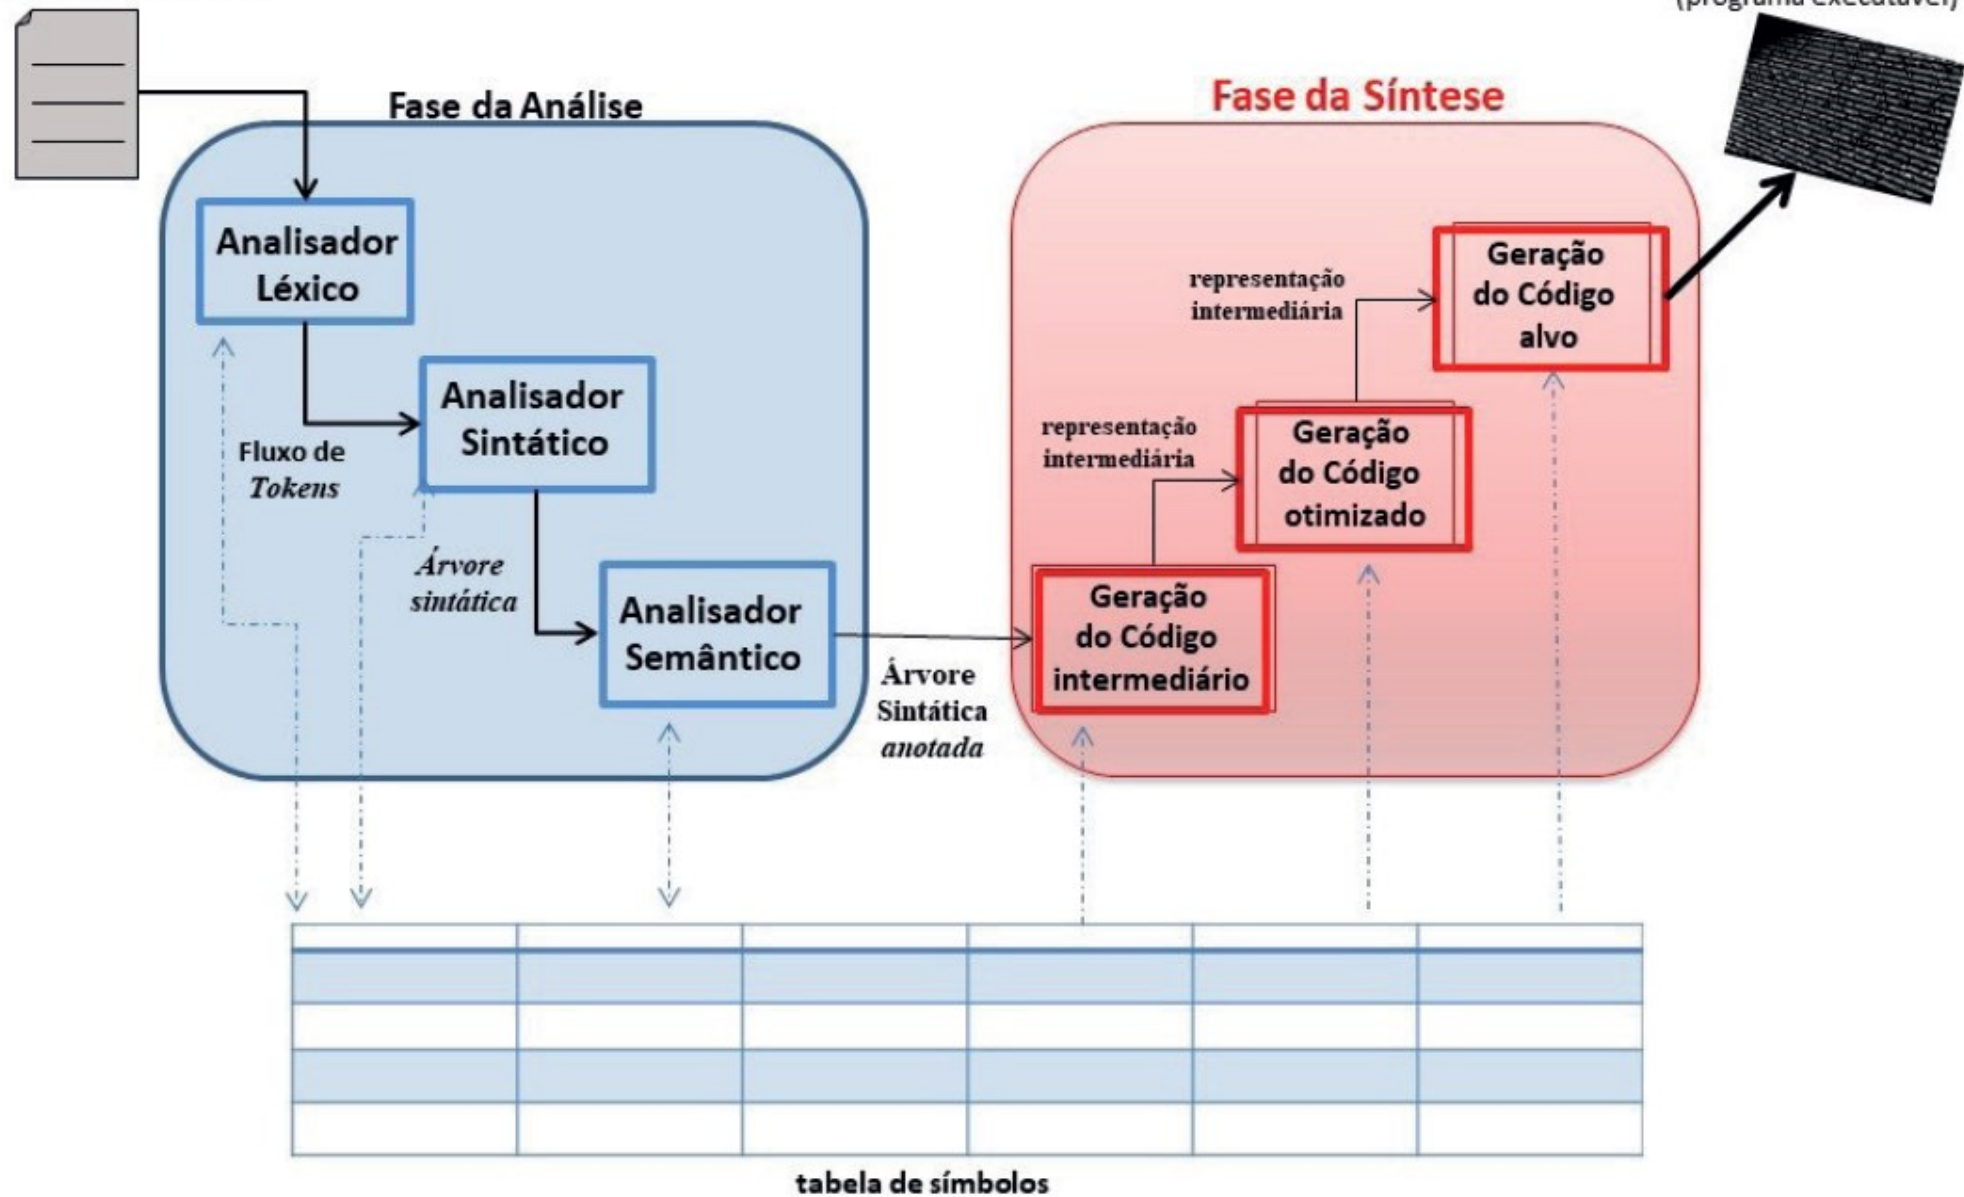 (programa executável)
Fase da Análise
Fase da Síntese
Analisador
Léxico
Geração
do Código
alvo
representação
intermediária
Analisador
Sintático
Fluxo de
Tokens
representação
intermediária
Geração
do Código
otimizado
Árvore
sintática
Analisador
Semântico
Geração
do Código
intermediário
Árvore
Sintática
anotada
tabela de símbolos